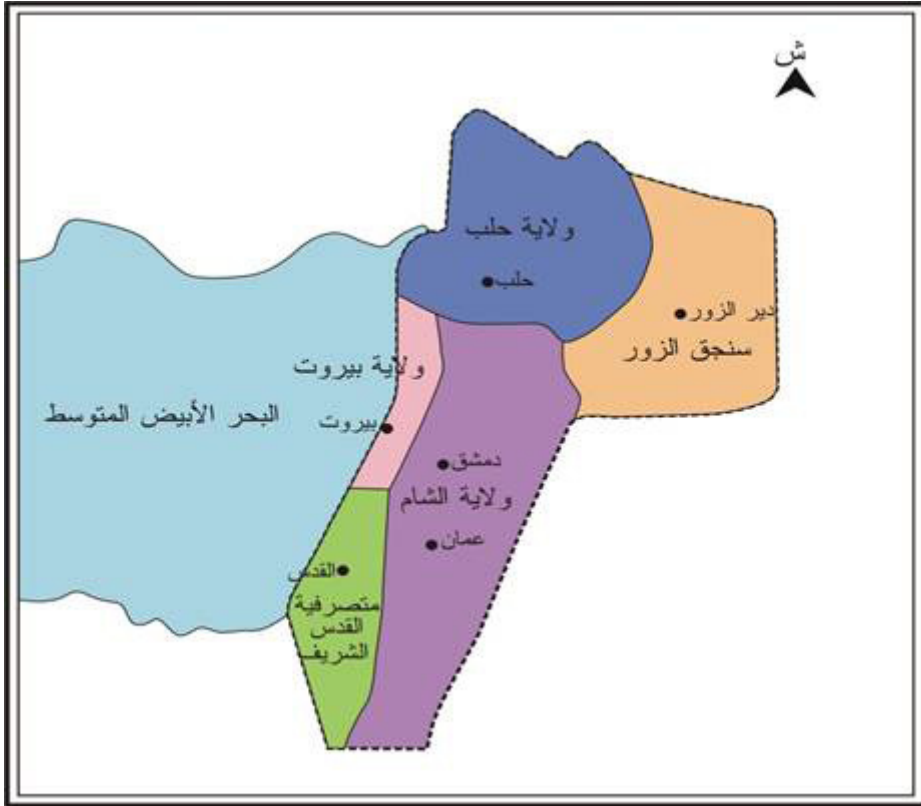 ش
ولاية حلب
حلب
دير الزور
سنجق الزور
ولاية بيروت
البحر الأبيض المتوسط
بيروت
دمشق
ولاية الشام
عمان
القدس
متصرفية
القدس
الشريف